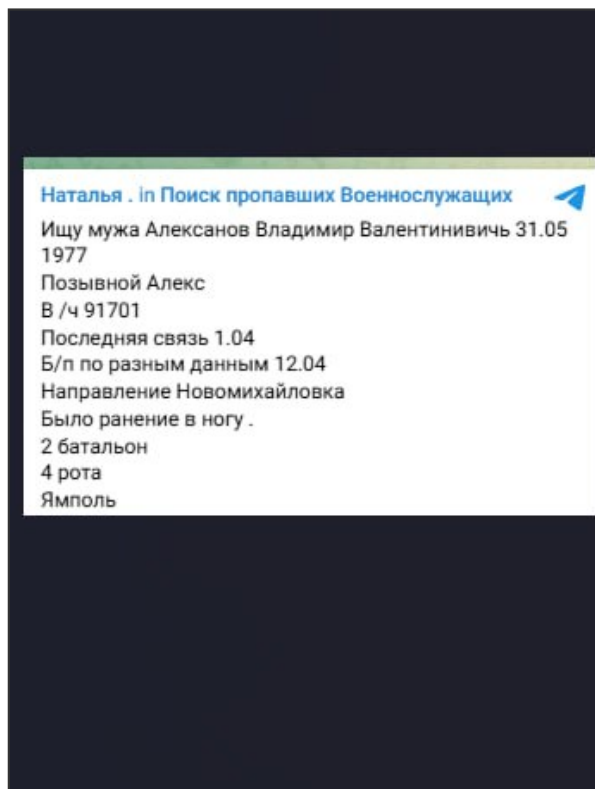 Наталья . in Поиск пропавших Военнослужащих
Ищу мужа Алексанов Владимир Валентинивичь 31.05
1977
Позывной Алекс
В /ч 91701
Последняя связь 1.04
Б/п по разным данным 12.04
Направление Новомихайловка
Было ранение в ногу .
2 батальон
4 рота
Ямполь